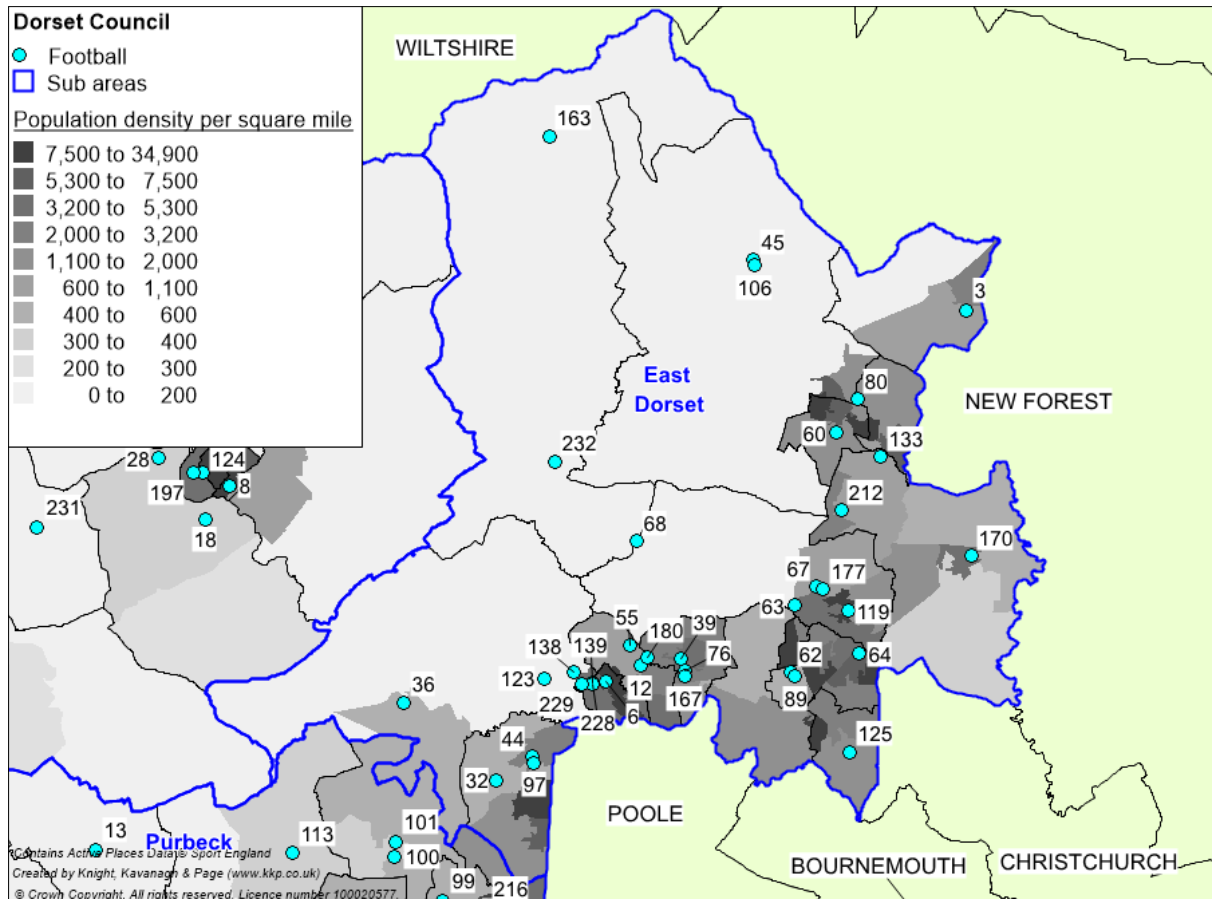 Dorset Council
Football
Sub areas
Population density per square mile
7,500 to 34,900
5,300 to 7,500
3,200 to 5,300
2,000 to 3,200
1,100 to 2,000
600 to 1,100
400 to 600
300 to 400
200 to 300
0 to 200
WILTSHIRE
163
45
106
3
East
Dorset
80
NEW FOREST
60
133
232
28
124
197
8
231
18
212
68
170
67
177
63
119
55
180
39
138
139
76
62
64
123
36
12
167
89
229
228
6
44
125
32
97
POOLE
13
Purbeck
113
101
100
99
216
BOURNEMOUTH
CHRISTCHURCH
Contains Active Places Data © Sport England
Created by Knight, Kavanagh & Page (www.kkp.co.uk)
© Crown Copyright. All rights reserved. Licence number 100020577.